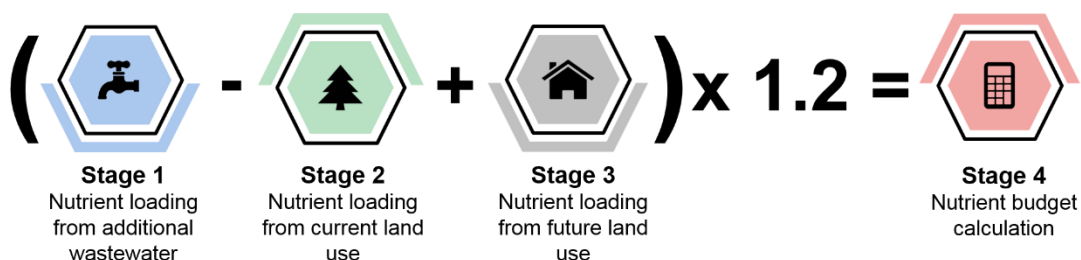 ( - + ) x 1.2 =
Stage 1
Nutrient loading
from additional
wastewater
Stage 2
Nutrient loading
from current land
use
Stage 3
Nutrient loading
from future land
use
Stage 4
Nutrient budget
calculation